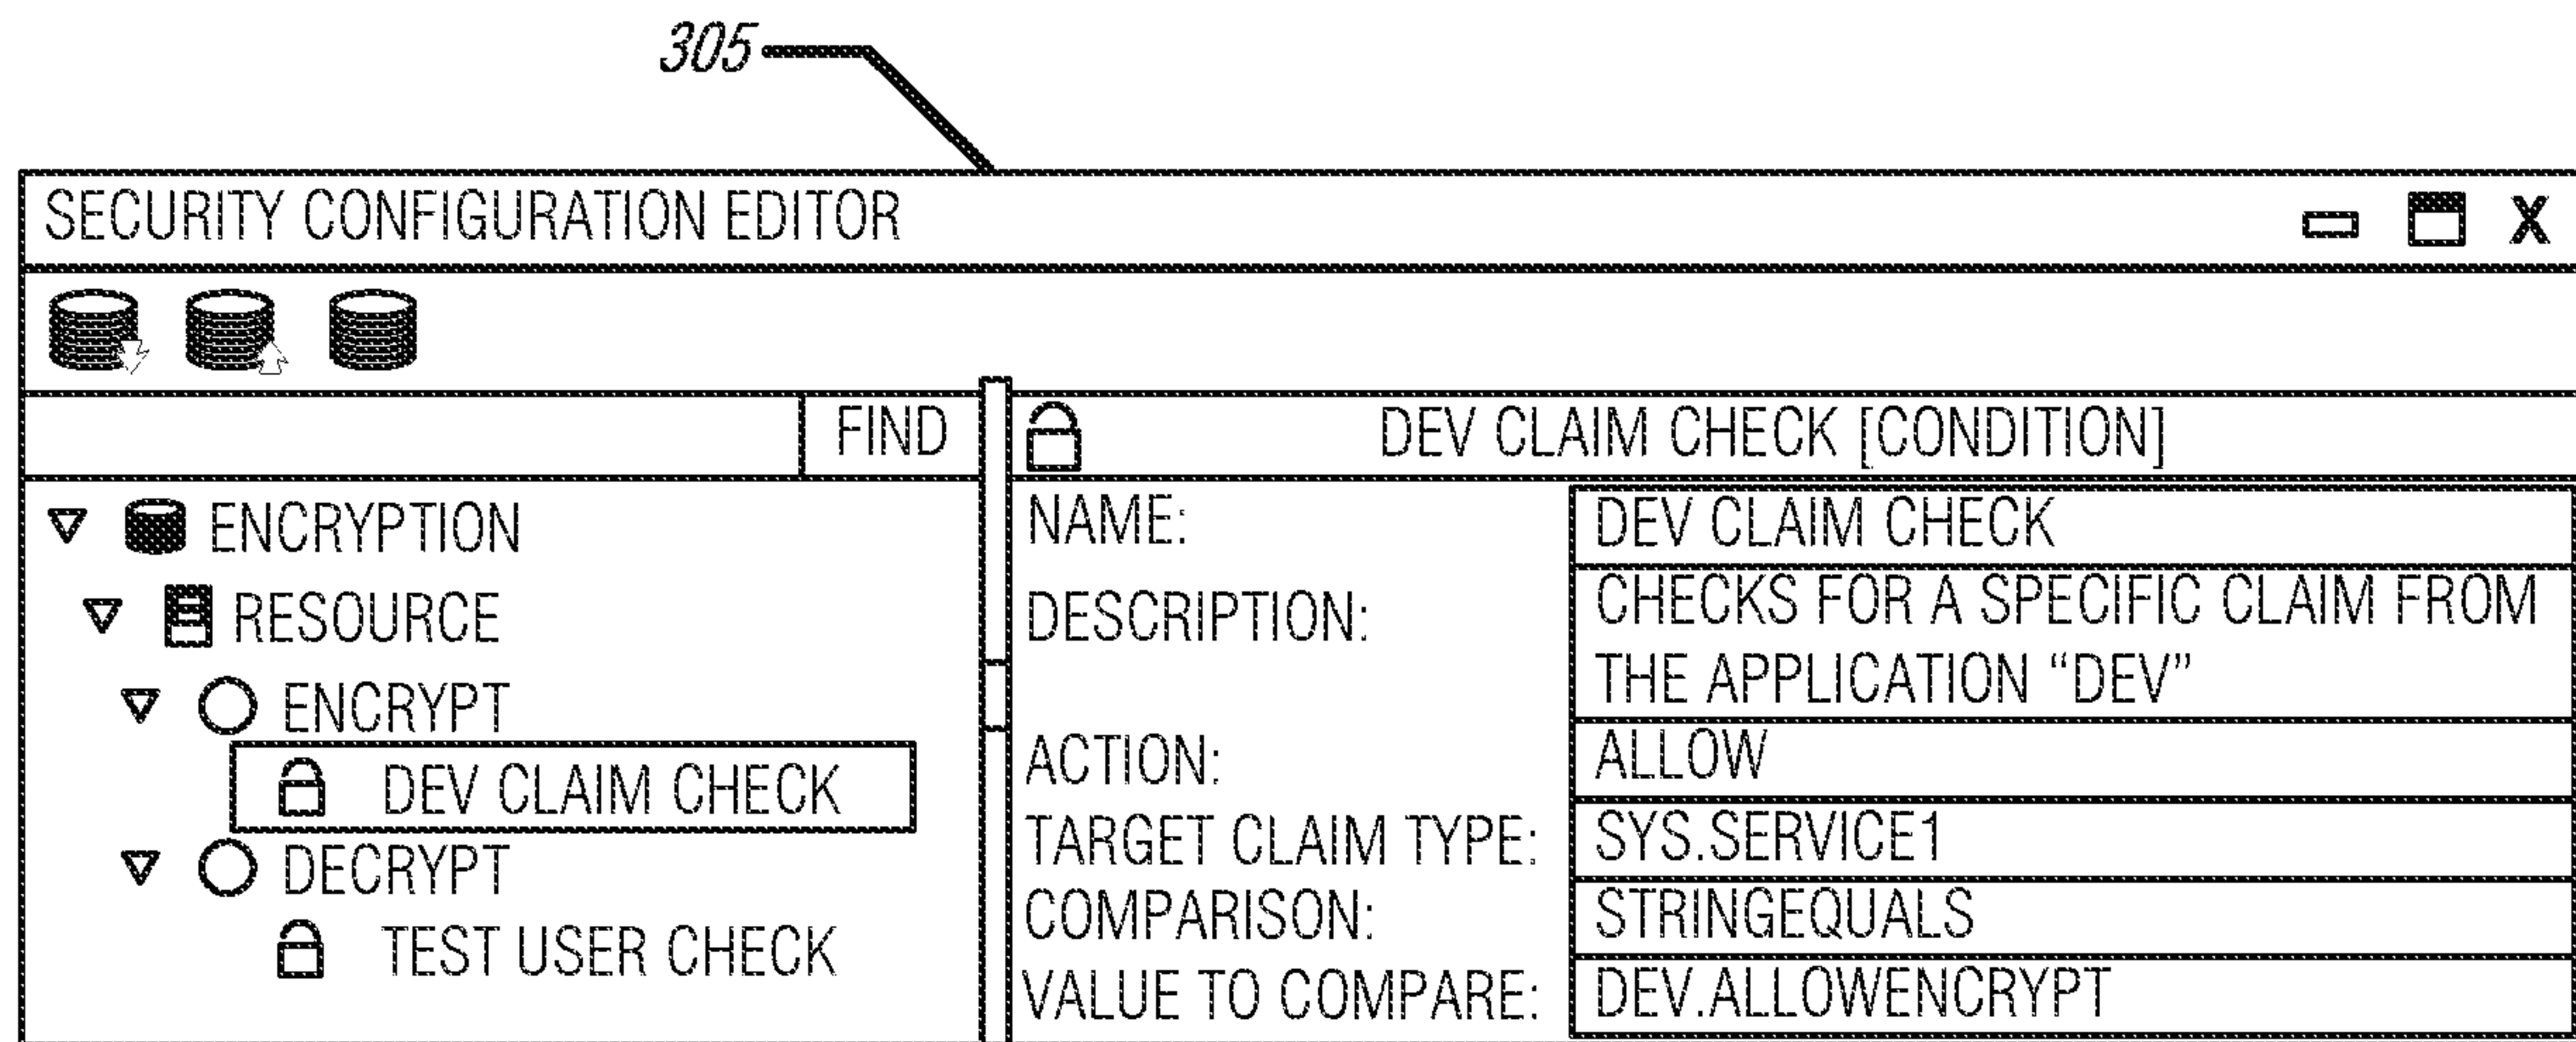 305
SECURITY CONFIGURATION EDITOR
X
FIND
ENCRYPTION
RESOURCE
ENCRYPT
DEV CLAIM CHECK
DECRYPT
TEST USER CHECK
DEV CLAIM CHECK [CONDITION]
NAME: DEV CLAIM CHECK
DESCRIPTION: CHECKS FOR A SPECIFIC CLAIM FROM
THE APPLICATION “DEV”
ACTION: ALLOW
TARGET CLAIM TYPE: SYS.SERVICE1
COMPARISON: STRINGEQUALS
VALUE TO COMPARE: DEV.ALLOWENCRYPT